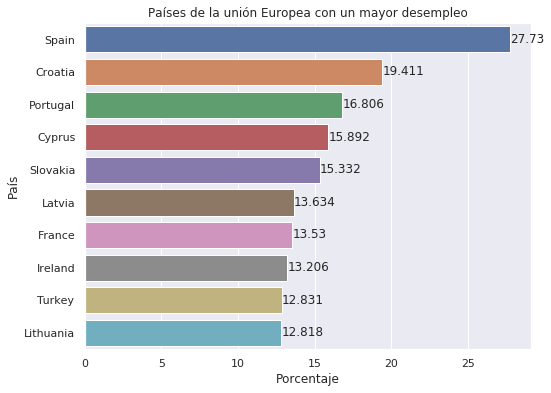 Países de la unión Europea con un mayor desempleo
Spain 27.73
Croatia 19.411
Portugal 16.806
Cyprus 15.892
Slovakia 15.332
Latvia 13.634
France 13.53
Ireland 13.206
Turkey 12.831
Lithuania 12.818
País
0 5 10 15 20 25
Porcentaje